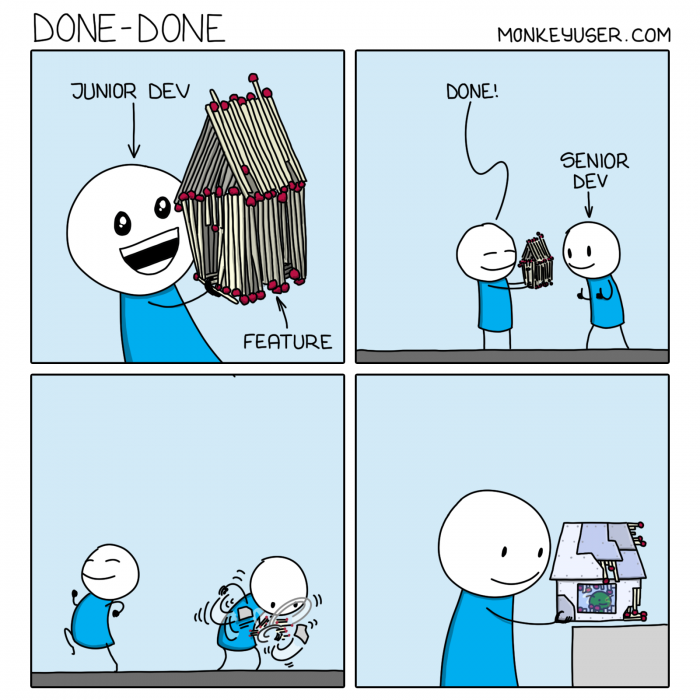 DONE-DONE
MONKEYUSER.COM
JUNIOR DEV
FEATURE
DONE!
SENIOR
DEV